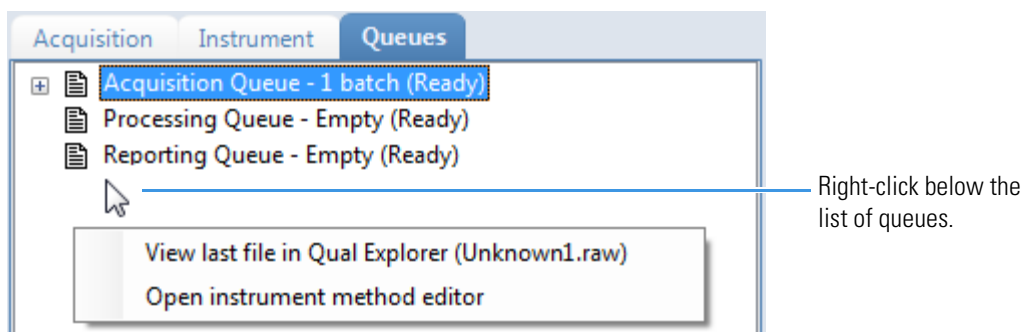 Acquisition Instrument Queues
Acquisition Queue - 1 batch (Ready)
Processing Queue - Empty (Ready)
Reporting Queue - Empty (Ready)
Right-click below the
list of queues.
View last file in Qual Explorer (Unknown1.raw)
Open instrument method editor